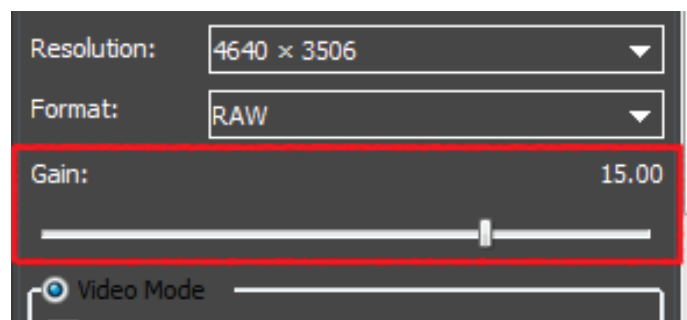 Resolution: 4640 × 3506
Format: RAW
Gain: 15.00
Video Mode